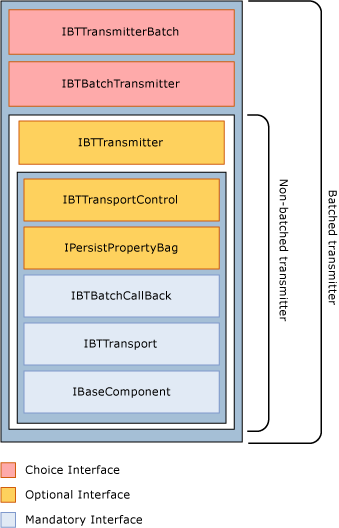 IBTTransmitterBatch
IBTBatchTransmitter
IBTTransmitter
IBTTransportControl
IPersistPropertyBag
IBTBatchCallBack
IBTTransport
IBaseComponent
Non-batched transmitter
Batched transmitter
Choice Interface
Optional Interface
Mandatory Interface